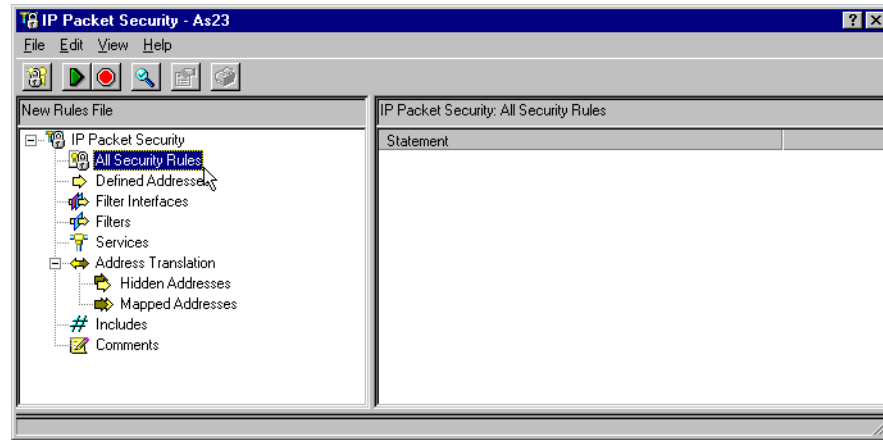 IP Packet Security - As23
File Edit View Help
New Rules File
IP Packet Security: All Security Rules
Statement
IP Packet Security
All Security Rules
Defined Addresses
Filter Interfaces
Filters
Services
Address Translation
Hidden Addresses
Mapped Addresses
Includes
Comments